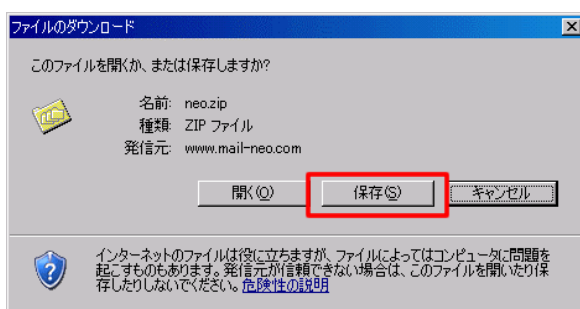 ファイルのダウンロード
このファイルを開くか、または保存しますか?
名前: neo.zip
種類: ZIP ファイル
発信元: www.mail-neo.com
開く(O) 保存(S) キャンセル
インターネットのファイルは役に立ちますが、ファイルによってはコンピュータに問題を
起こすものもあります。発信元が信頼できない場合は、このファイルを開いたり保
存したりしないでください。危険性の説明